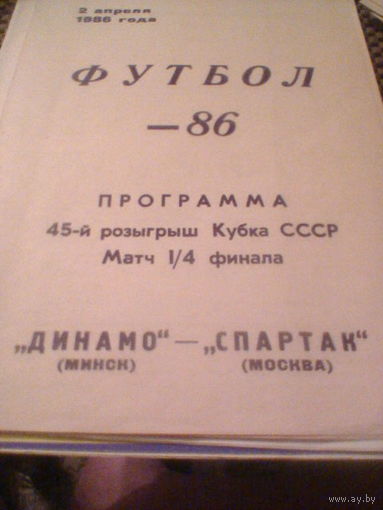 2 апреля
1986 года
ФУТБОЛ
—86
ПРОГРАММА
45-й розыгрыш Кубка СССР
Матч 1/4 финала
„ДИНАМО“ — „СПАРТАК“
(МИНСК) (МОСКВА)
www.ay.by